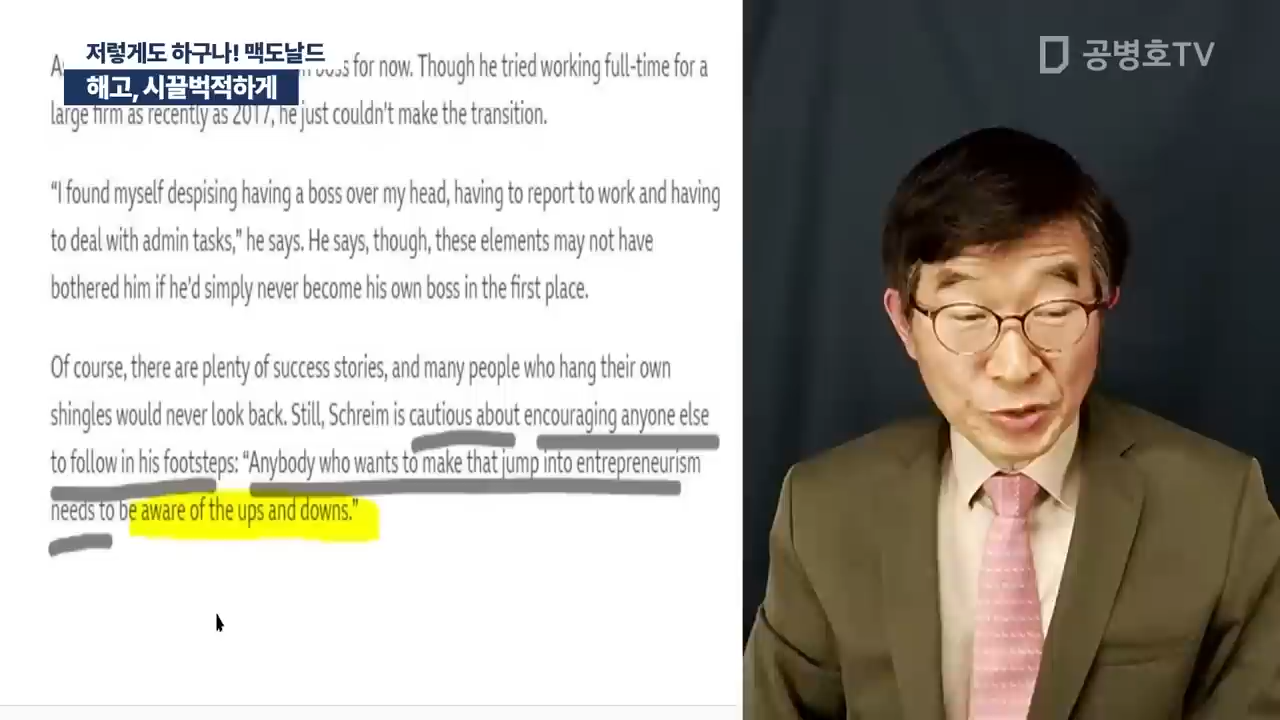 저렇게도 하구나! 맥도날드
해고, 시끌벅적하게
공병호TV
boss for now. Though he tried working full-time for a
large firm as recently as 2017, he just couldn't make the transition.
“I found myself despising having a boss over my head, having to report to work and having
to deal with admin tasks,” he says. He says, though, these elements may not have
bothered him if he'd simply never become his own boss in the first place.
Of course, there are plenty of success stories, and many people who hang their own
shingles would never look back. Still, Schreim is cautious about encouraging anyone else
to follow in his footsteps: “Anybody who wants to make that jump into entrepreneurism
needs to be aware of the ups and downs.”